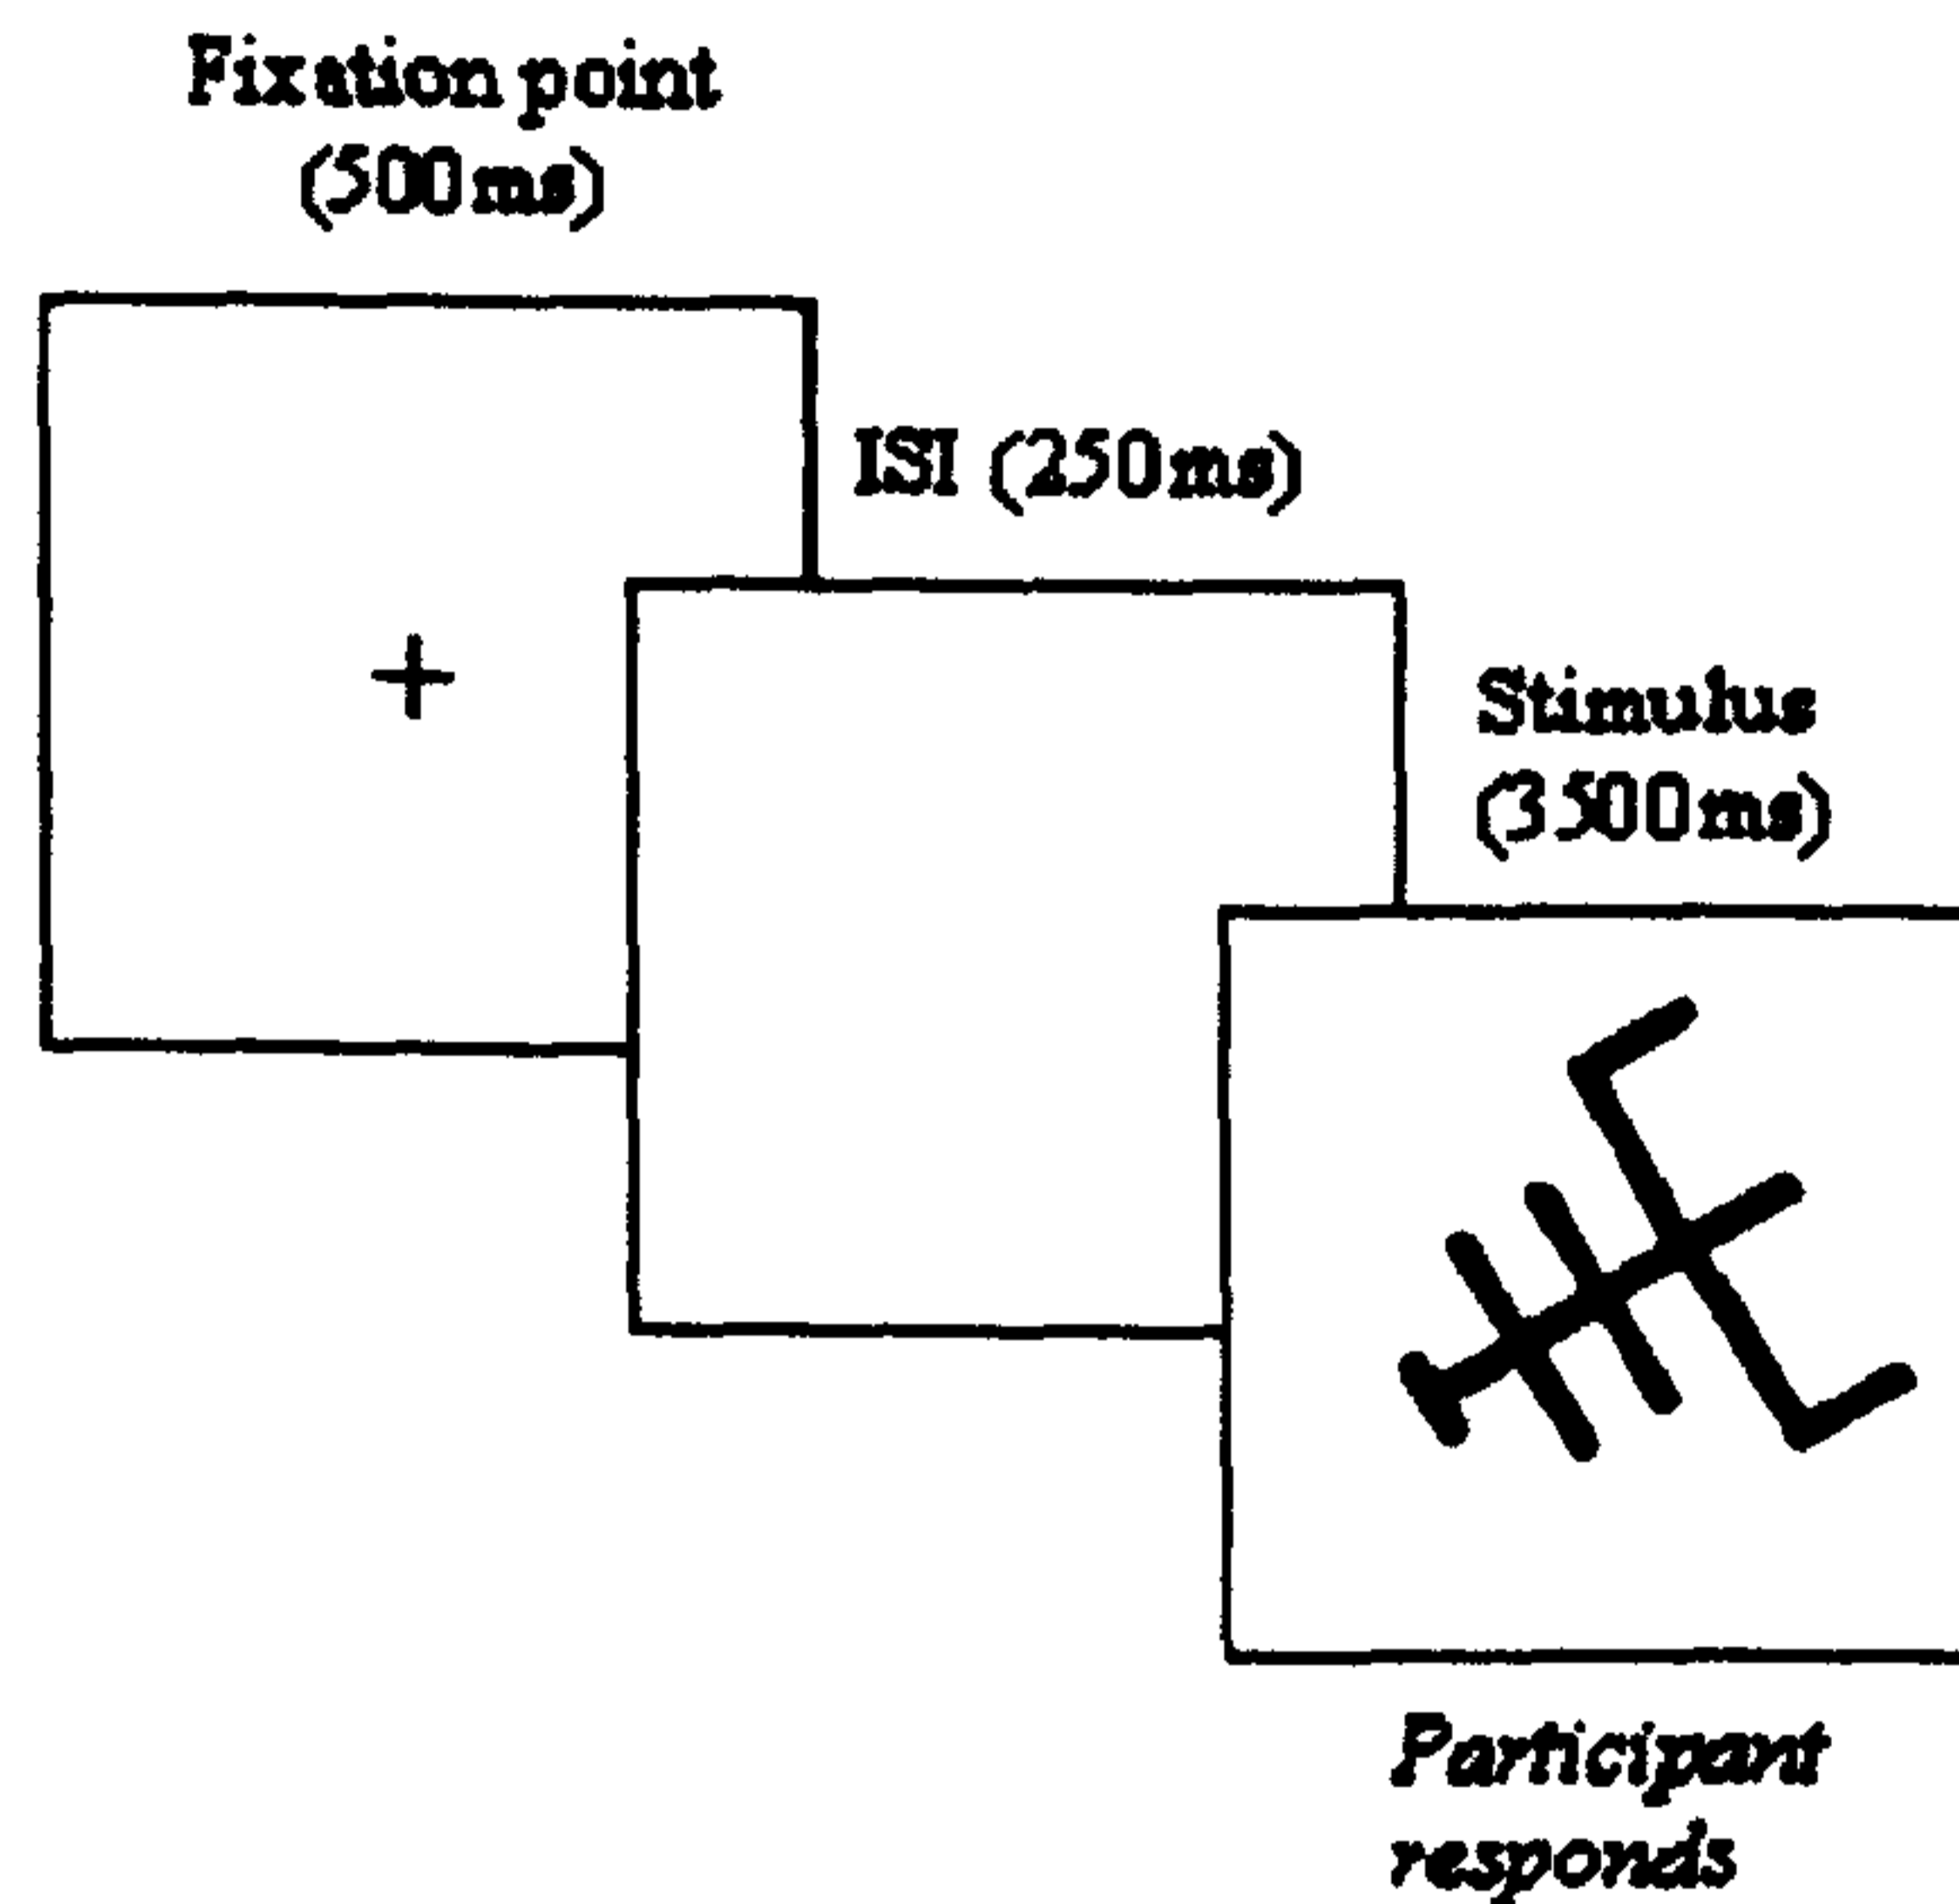 Fixation point
(500 ms)
ISI (250 ms)
Stimulus
(3500 ms)
Participant
responds